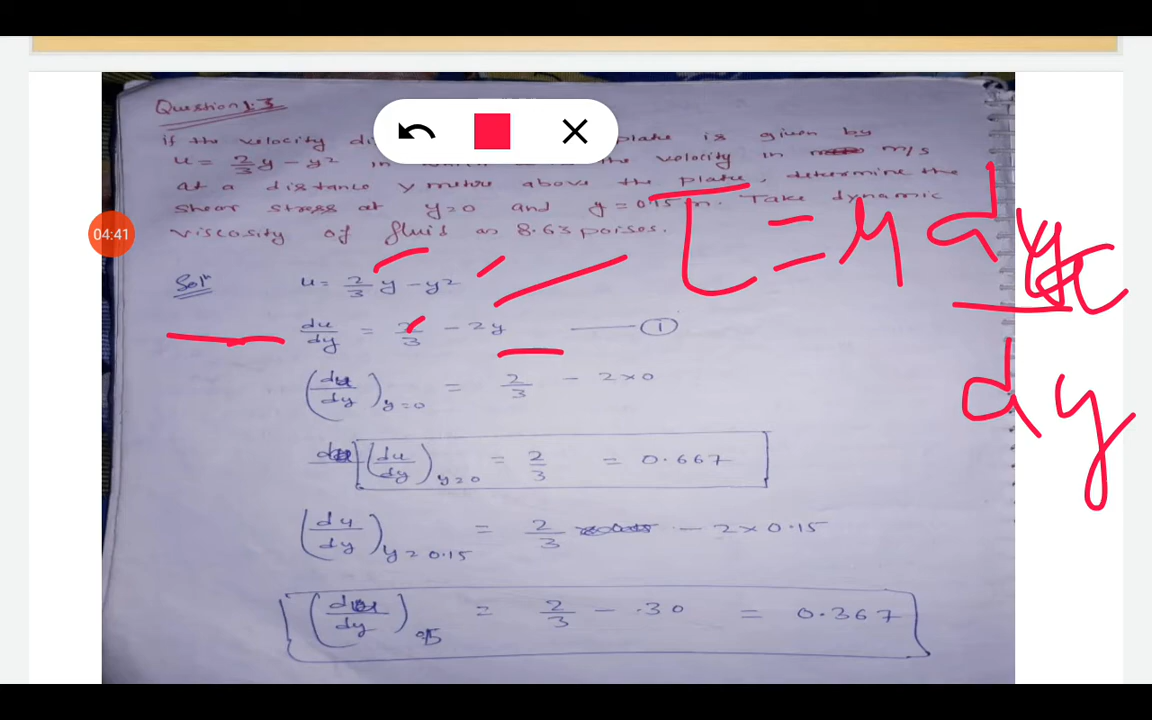 Question 1.3
if the velocity di plate is given by
u = 2/3 y - y² in the velocity in m/s
at a distance y metre above the plate, determine the
shear stress at y=0 and y = 0.15 m. Take dynamic
viscosity of fluid as 8.63 poises.
τ = μ du/dy
Solⁿ u = 2/3 y - y²
du/dy = 2/3 - 2y —— ①
(du/dy)y=0 = 2/3 - 2×0
(du/dy)y=0 = 2/3 = 0.667
(du/dy)y=0.15 = 2/3 - 2×0.15
(du/dy).15 = 2/3 - .30 = 0.367
04:41